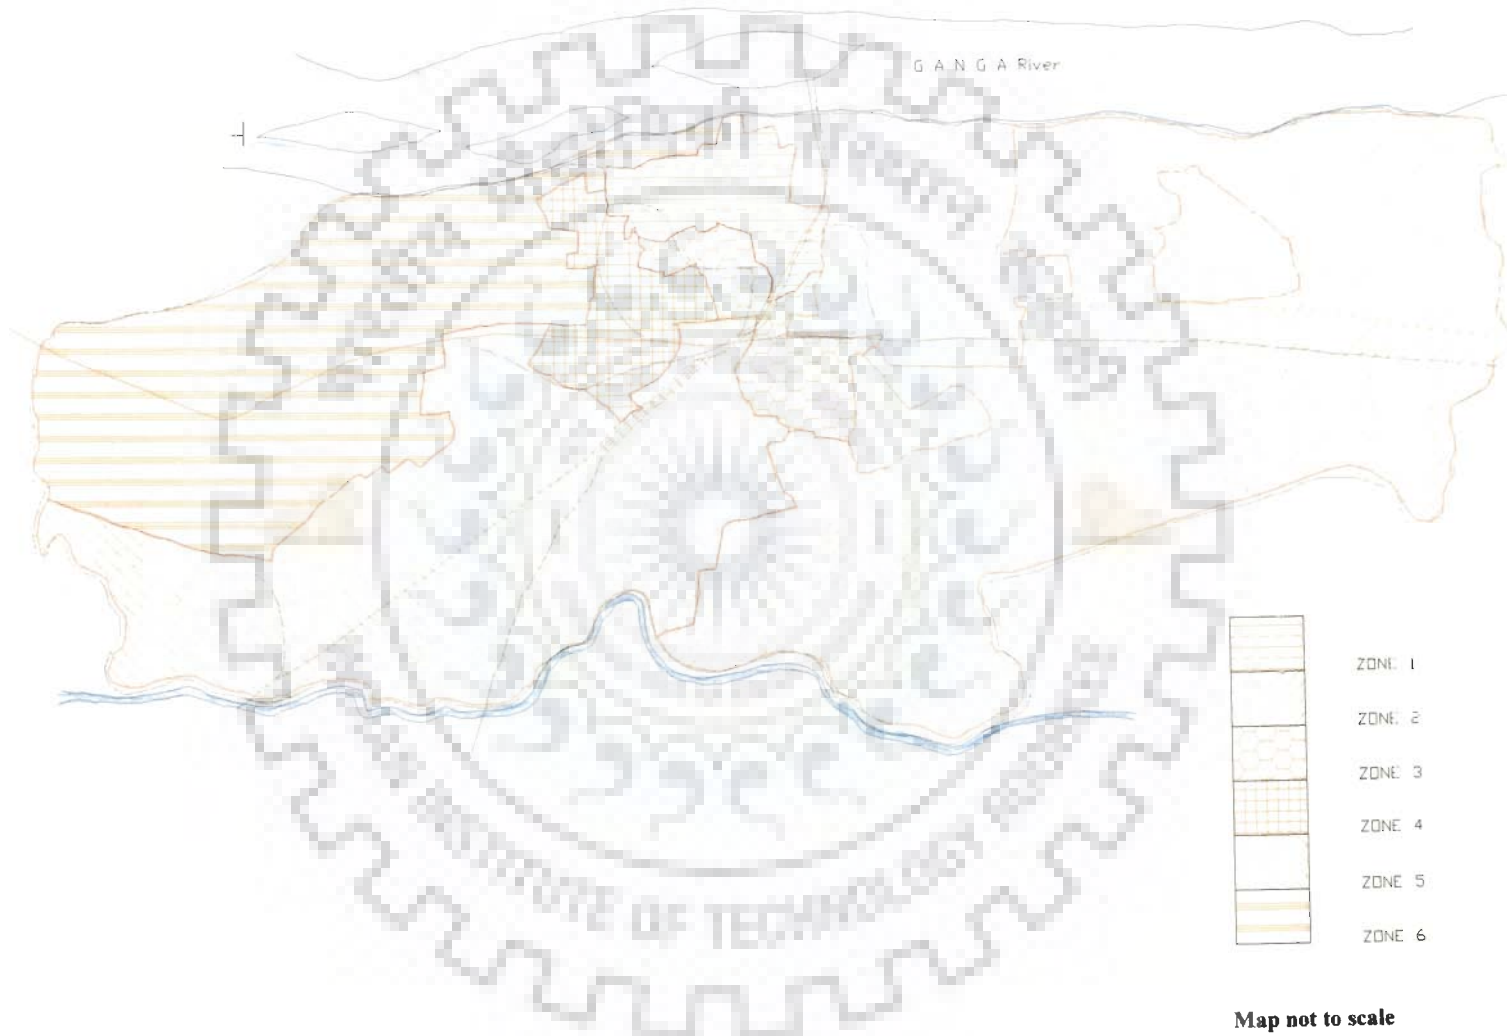 G A N G A River
ZONE 1
ZONE 2
ZONE 3
ZONE 4
ZONE 5
ZONE 6
Map not to scale
INSTITUTE OF TECHNOLOGY